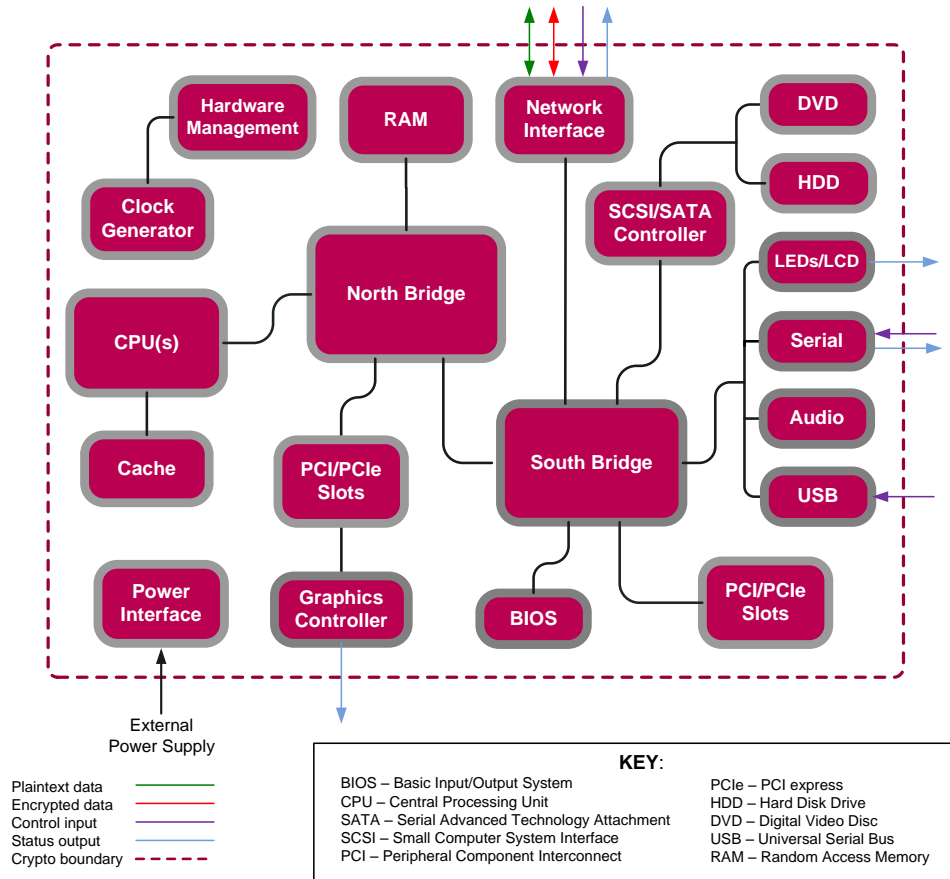 Hardware
Management
RAM
Network
Interface
DVD
HDD
Clock
Generator
SCSI/SATA
Controller
LEDs/LCD
North Bridge
CPU(s)
Serial
Audio
Cache
PCI/PCIe
Slots
South Bridge
USB
Power
Interface
Graphics
Controller
BIOS
PCI/PCIe
Slots
External
Power Supply
Plaintext data
Encrypted data
Control input
Status output
Crypto boundary
KEY:
BIOS – Basic Input/Output System
CPU – Central Processing Unit
SATA – Serial Advanced Technology Attachment
SCSI – Small Computer System Interface
PCI – Peripheral Component Interconnect
PCIe – PCI express
HDD – Hard Disk Drive
DVD – Digital Video Disc
USB – Universal Serial Bus
RAM – Random Access Memory